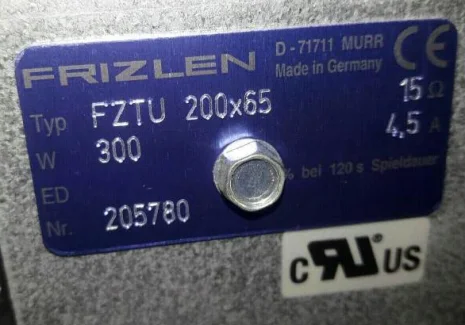 FRIZLEN
D-71711 MURR
Made in Germany
CE
Typ FZTU 200x65 15 Ω
W 300 4,5 A
ED % bei 120 s Spieldauer
Nr. 205780
c RU ® US